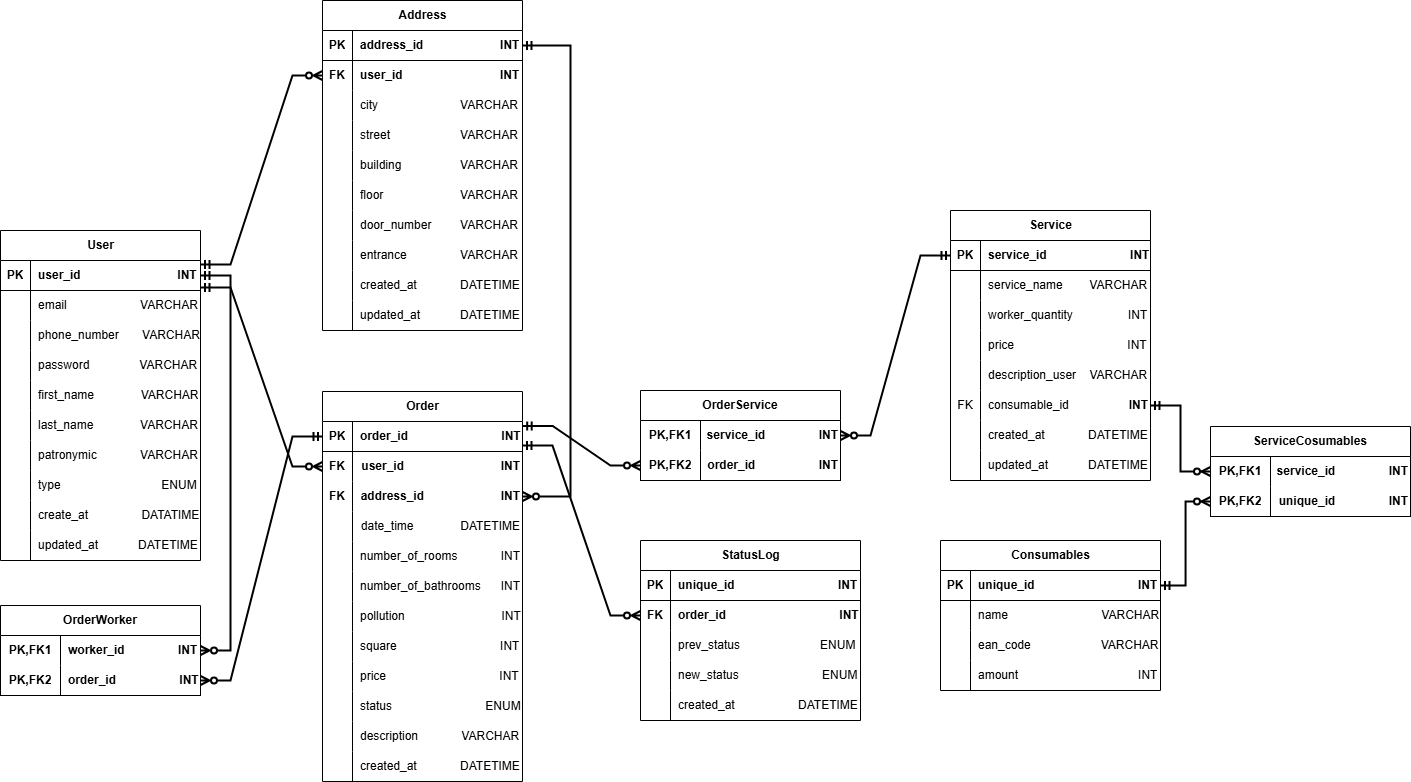 Address
PK address_id INT
FK user_id INT
city VARCHAR
street VARCHAR
building VARCHAR
floor VARCHAR
door_number VARCHAR
entrance VARCHAR
created_at DATETIME
updated_at DATETIME
User
PK user_id INT
email VARCHAR
phone_number VARCHAR
password VARCHAR
first_name VARCHAR
last_name VARCHAR
patronymic VARCHAR
type ENUM
create_at DATATIME
updated_at DATETIME
OrderWorker
PK,FK1 worker_id INT
PK,FK2 order_id INT
Order
PK order_id INT
FK user_id INT
FK address_id INT
date_time DATETIME
number_of_rooms INT
number_of_bathrooms INT
pollution INT
square INT
price INT
status ENUM
description VARCHAR
created_at DATETIME
OrderService
PK,FK1 service_id INT
PK,FK2 order_id INT
StatusLog
PK unique_id INT
FK order_id INT
prev_status ENUM
new_status ENUM
created_at DATETIME
Service
PK service_id INT
service_name VARCHAR
worker_quantity INT
price INT
description_user VARCHAR
FK consumable_id INT
created_at DATETIME
updated_at DATETIME
ServiceCosumables
PK,FK1 service_id INT
PK,FK2 unique_id INT
Consumables
PK unique_id INT
name VARCHAR
ean_code VARCHAR
amount INT